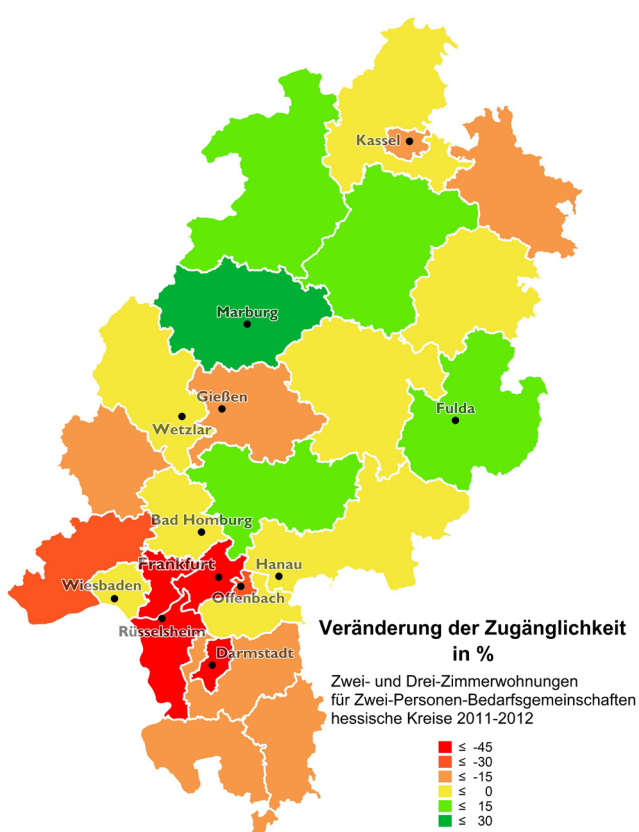 Kassel
Marburg
Gießen
Wetzlar
Fulda
Bad Homburg
Frankfurt
Hanau
Wiesbaden
Offenbach
Rüsselsheim
Darmstadt
Veränderung der Zugänglichkeit
in %
Zwei- und Drei-Zimmerwohnungen
für Zwei-Personen-Bedarfsgemeinschaften
hessische Kreise 2011-2012
≤ -45
≤ -30
≤ -15
≤ 0
≤ 15
≤ 30